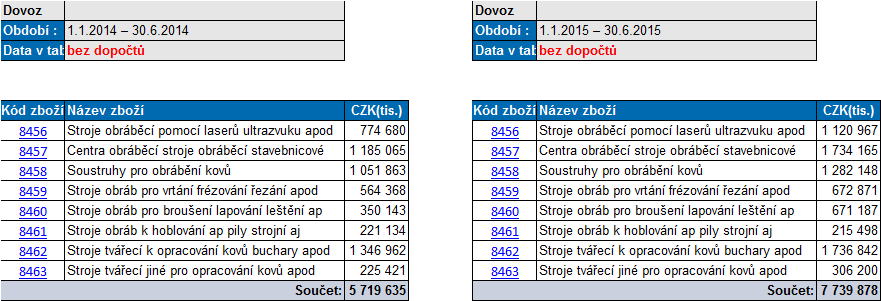 Dovoz
Období : 1.1.2014 – 30.6.2014
Data v tab bez dopočtů
Kód zboží Název zboží CZK(tis.)
8456 Stroje obráběcí pomocí laserů ultrazvuku apod 774 680
8457 Centra obráběcí stroje obráběcí stavebnicové 1 185 065
8458 Soustruhy pro obrábění kovů 1 051 863
8459 Stroje obráb pro vrtání frézování řezání apod 564 368
8460 Stroje obráb pro broušení lapování leštění ap 350 143
8461 Stroje obráb k hoblování ap pily strojní aj 221 134
8462 Stroje tvářecí k opracování kovů buchary apod 1 346 962
8463 Stroje tvářecí jiné pro opracování kovů apod 225 421
Součet: 5 719 635
Dovoz
Období : 1.1.2015 – 30.6.2015
Data v tab bez dopočtů
Kód zboží Název zboží CZK(tis.)
8456 Stroje obráběcí pomocí laserů ultrazvuku apod 1 120 967
8457 Centra obráběcí stroje obráběcí stavebnicové 1 734 165
8458 Soustruhy pro obrábění kovů 1 282 148
8459 Stroje obráb pro vrtání frézování řezání apod 672 871
8460 Stroje obráb pro broušení lapování leštění ap 671 187
8461 Stroje obráb k hoblování ap pily strojní aj 215 498
8462 Stroje tvářecí k opracování kovů buchary apod 1 736 842
8463 Stroje tvářecí jiné pro opracování kovů apod 306 200
Součet: 7 739 878